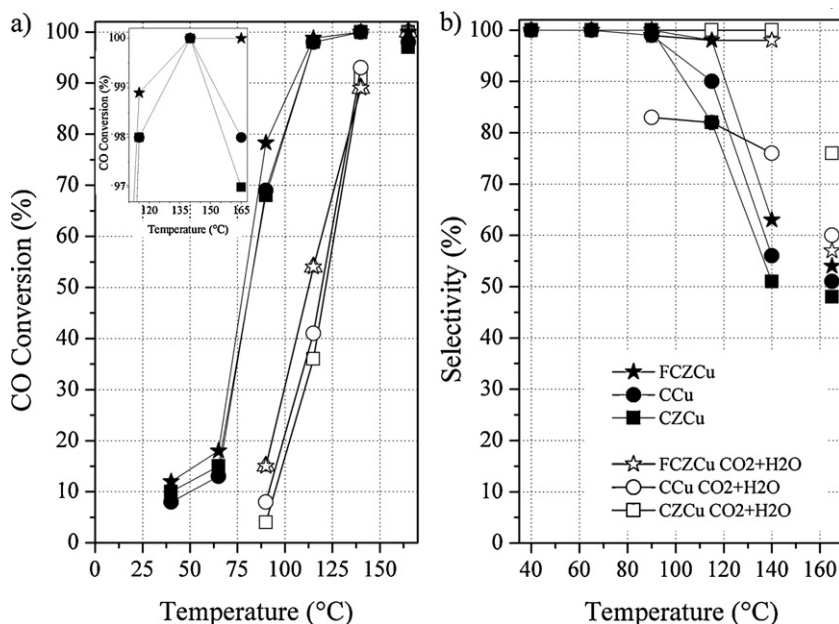 a)
CO Conversion (%)
100
90
80
70
60
50
40
30
20
10
0
0 25 50 75 100 125 150
Temperature (°C)
CO Conversion (%)
100
99
98
97
120 135 150 165
Temperature (°C)
b)
Selectivity (%)
100
90
80
70
60
50
40
30
20
10
0
40 60 80 100 120 140 160
Temperature (°C)
FCZCu
CCu
CZCu
FCZCu CO2+H2O
CCu CO2+H2O
CZCu CO2+H2O